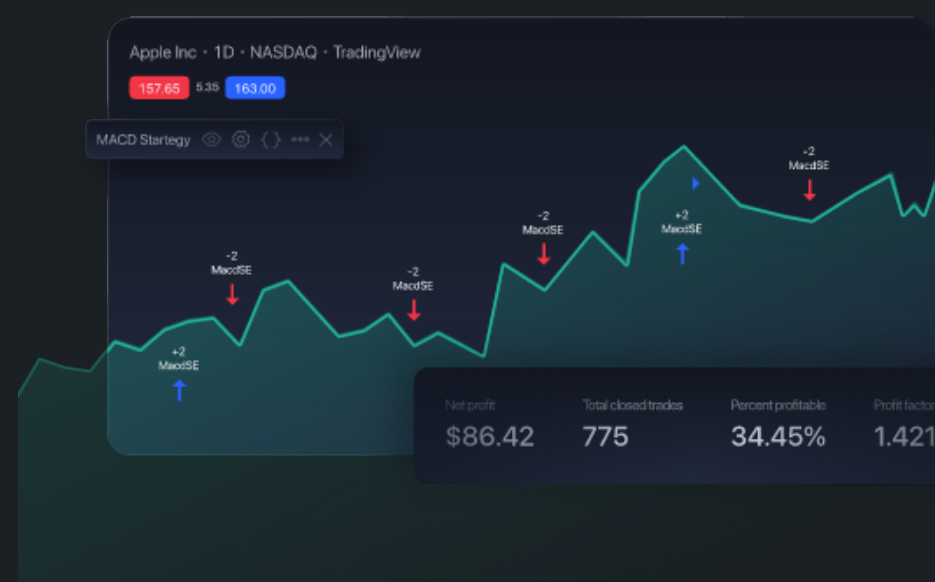 Apple Inc · 1D · NASDAQ · TradingView
157.65 5.35 163.00
MACD Startegy
-2
MacdSE
-2
MacdSE
+2
MacdSE
-2
MacdSE
-2
MacdSE
+2
MacdSE
Net profit Total closed trades Percent profitable Profit factor
$86.42 775 34.45% 1.421